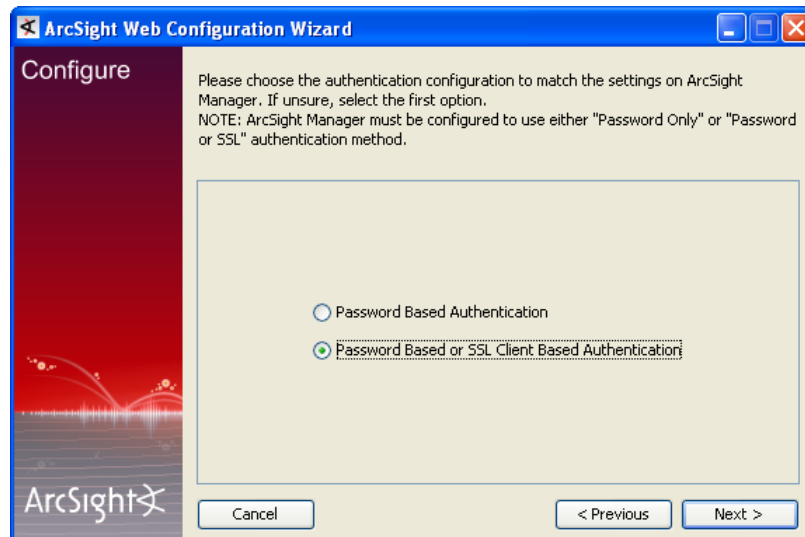 ArcSight Web Configuration Wizard
Configure
Please choose the authentication configuration to match the settings on ArcSight
Manager. If unsure, select the first option.
NOTE: ArcSight Manager must be configured to use either "Password Only" or "Password
or SSL" authentication method.
Password Based Authentication
Password Based or SSL Client Based Authentication
ArcSight
Cancel
< Previous
Next >